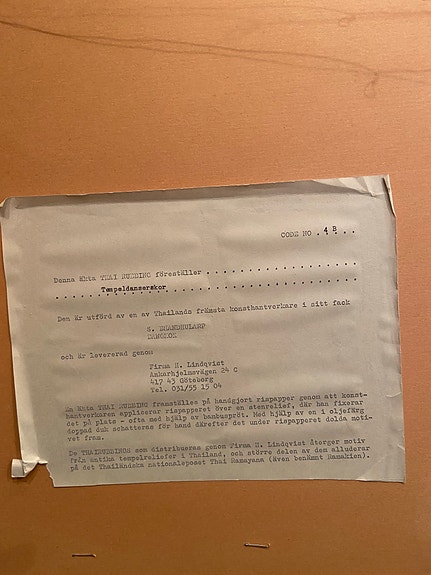 CODE NO . 4 B . . .
Denna äkta THAI RUBBING föreställer . . . . . . . . . . . . . . . . . . . .
Tempeldanserskor
Den är utförd av en av Thailands främsta konsthantverkare i sitt fack
S.
BANGKOK
och är levererad genom
Firma H. Lindqvist
Ankarhjelmsvägen 24 C
417 43 Göteborg
Tel. 031/55 15 04
En äkta THAI RUBBING framställes på handgjort rispapper genom att konst-
hantverkaren applicerar rispapperet över en stenrelief, där han fixerar
det på plats - ofta med hjälp av bambuspröt. Med hjälp av en i oljefärg
doppad duk schatteras för hand därefter det under rispapperet dolda moti-
vet fram.
De THAIRUBBINGS som distribueras genom Firma H. Lindqvist återger motiv
från antika tempelreliefer i Thailand, och större delen av dem alluderar
på det Thailändska nationaleposet Thai Ramayana (även benämnt Ramakien).